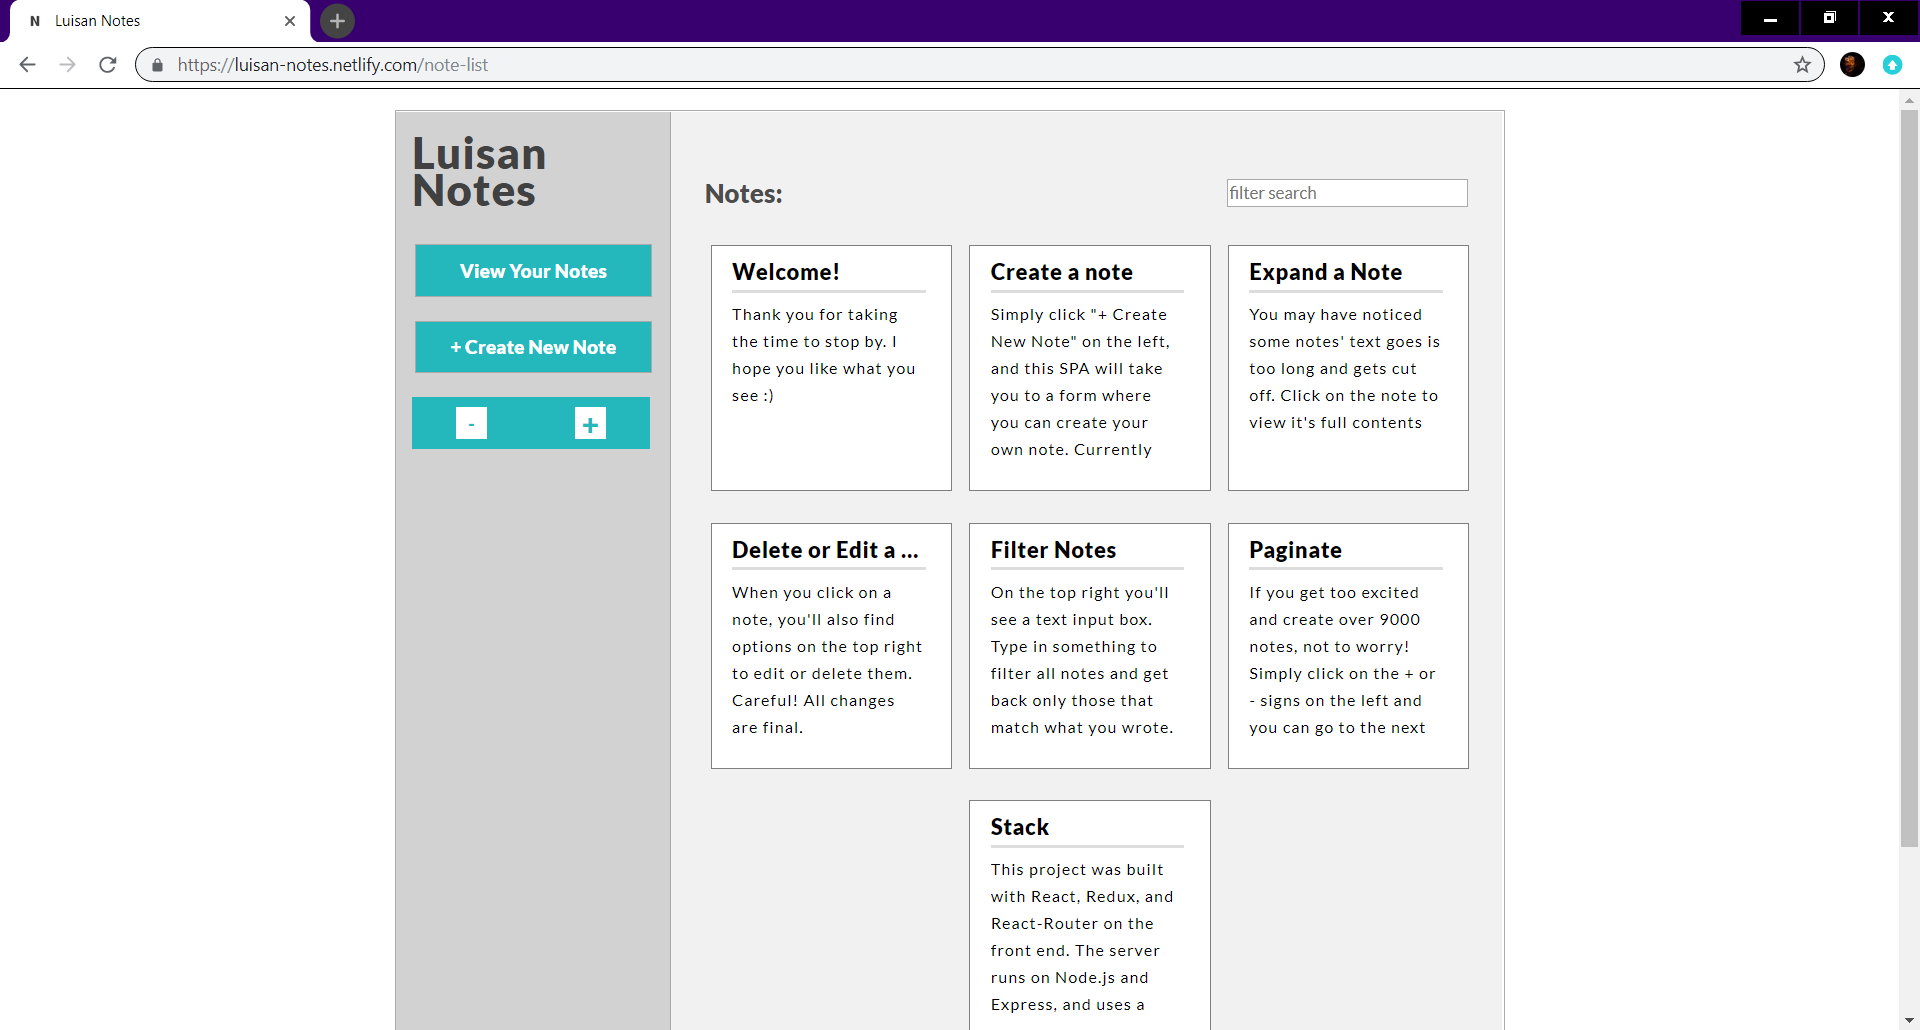 N Luisan Notes
https://luisan-notes.netlify.com/note-list
Luisan
Notes
View Your Notes
+ Create New Note
- +
Notes:
filter search
Welcome!
Thank you for taking
the time to stop by. I
hope you like what you
see :)
Create a note
Simply click "+ Create
New Note" on the left,
and this SPA will take
you to a form where
you can create your
own note. Currently
Expand a Note
You may have noticed
some notes' text goes is
too long and gets cut
off. Click on the note to
view it's full contents
Delete or Edit a ...
When you click on a
note, you'll also find
options on the top right
to edit or delete them.
Careful! All changes
are final.
Filter Notes
On the top right you'll
see a text input box.
Type in something to
filter all notes and get
back only those that
match what you wrote.
Paginate
If you get too excited
and create over 9000
notes, not to worry!
Simply click on the + or
- signs on the left and
you can go to the next
Stack
This project was built
with React, Redux, and
React-Router on the
front end. The server
runs on Node.js and
Express, and uses a